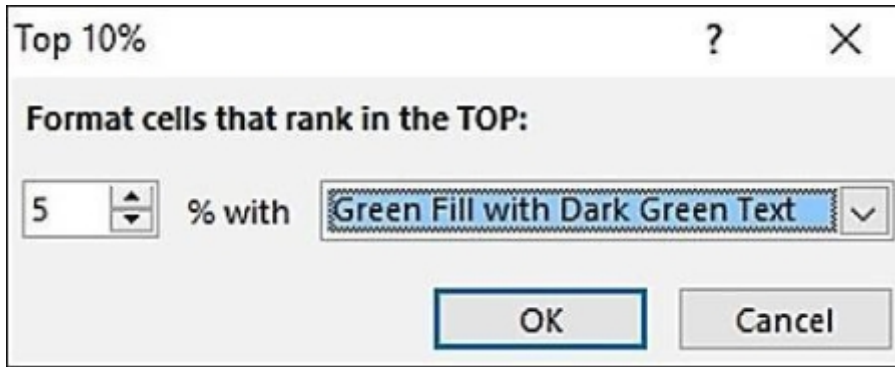 Top 10% ?
Format cells that rank in the TOP:
5 % with Green Fill with Dark Green Text
OK Cancel